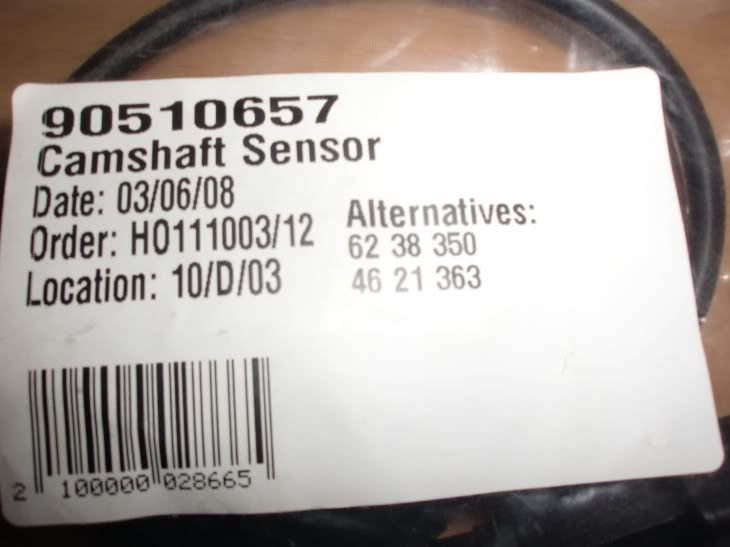 90510657
Camshaft Sensor
Date: 03/06/08
Order: HO111003/12
Location: 10/D/03
Alternatives:
62 38 350
46 21 363
2 100000 028665